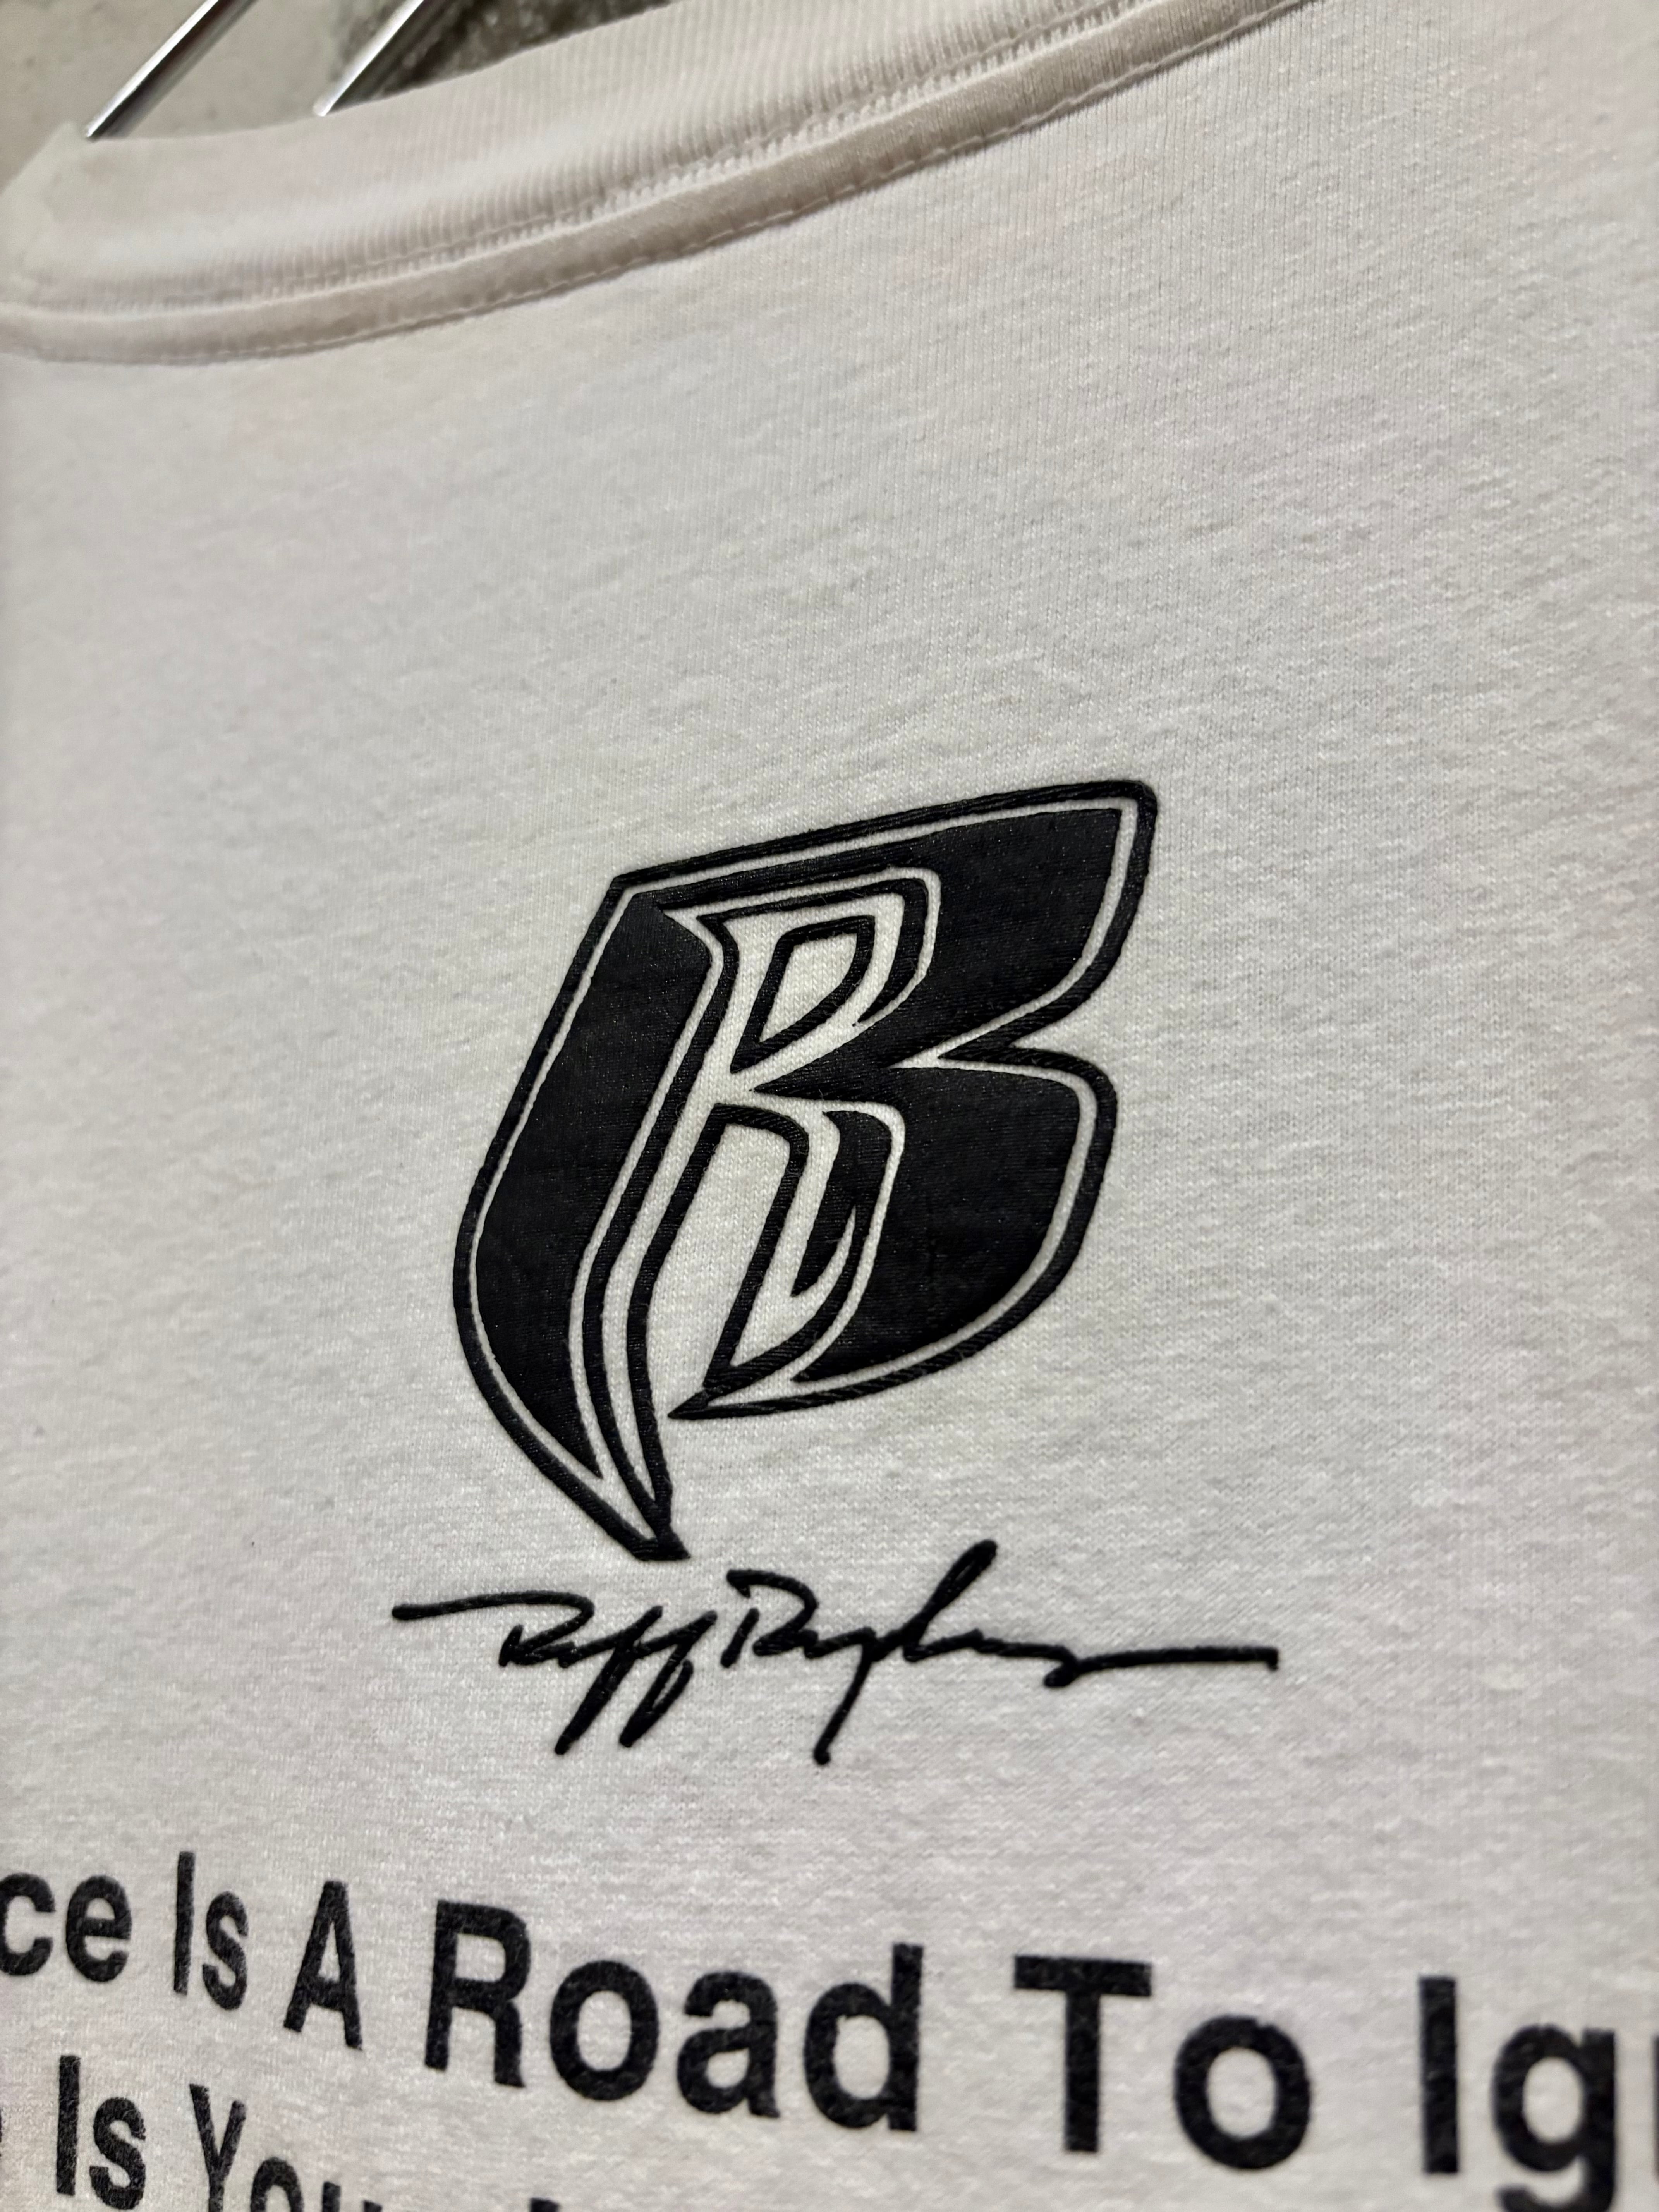 R
Ruff Ryders
ce Is A Road To Ig
Is You